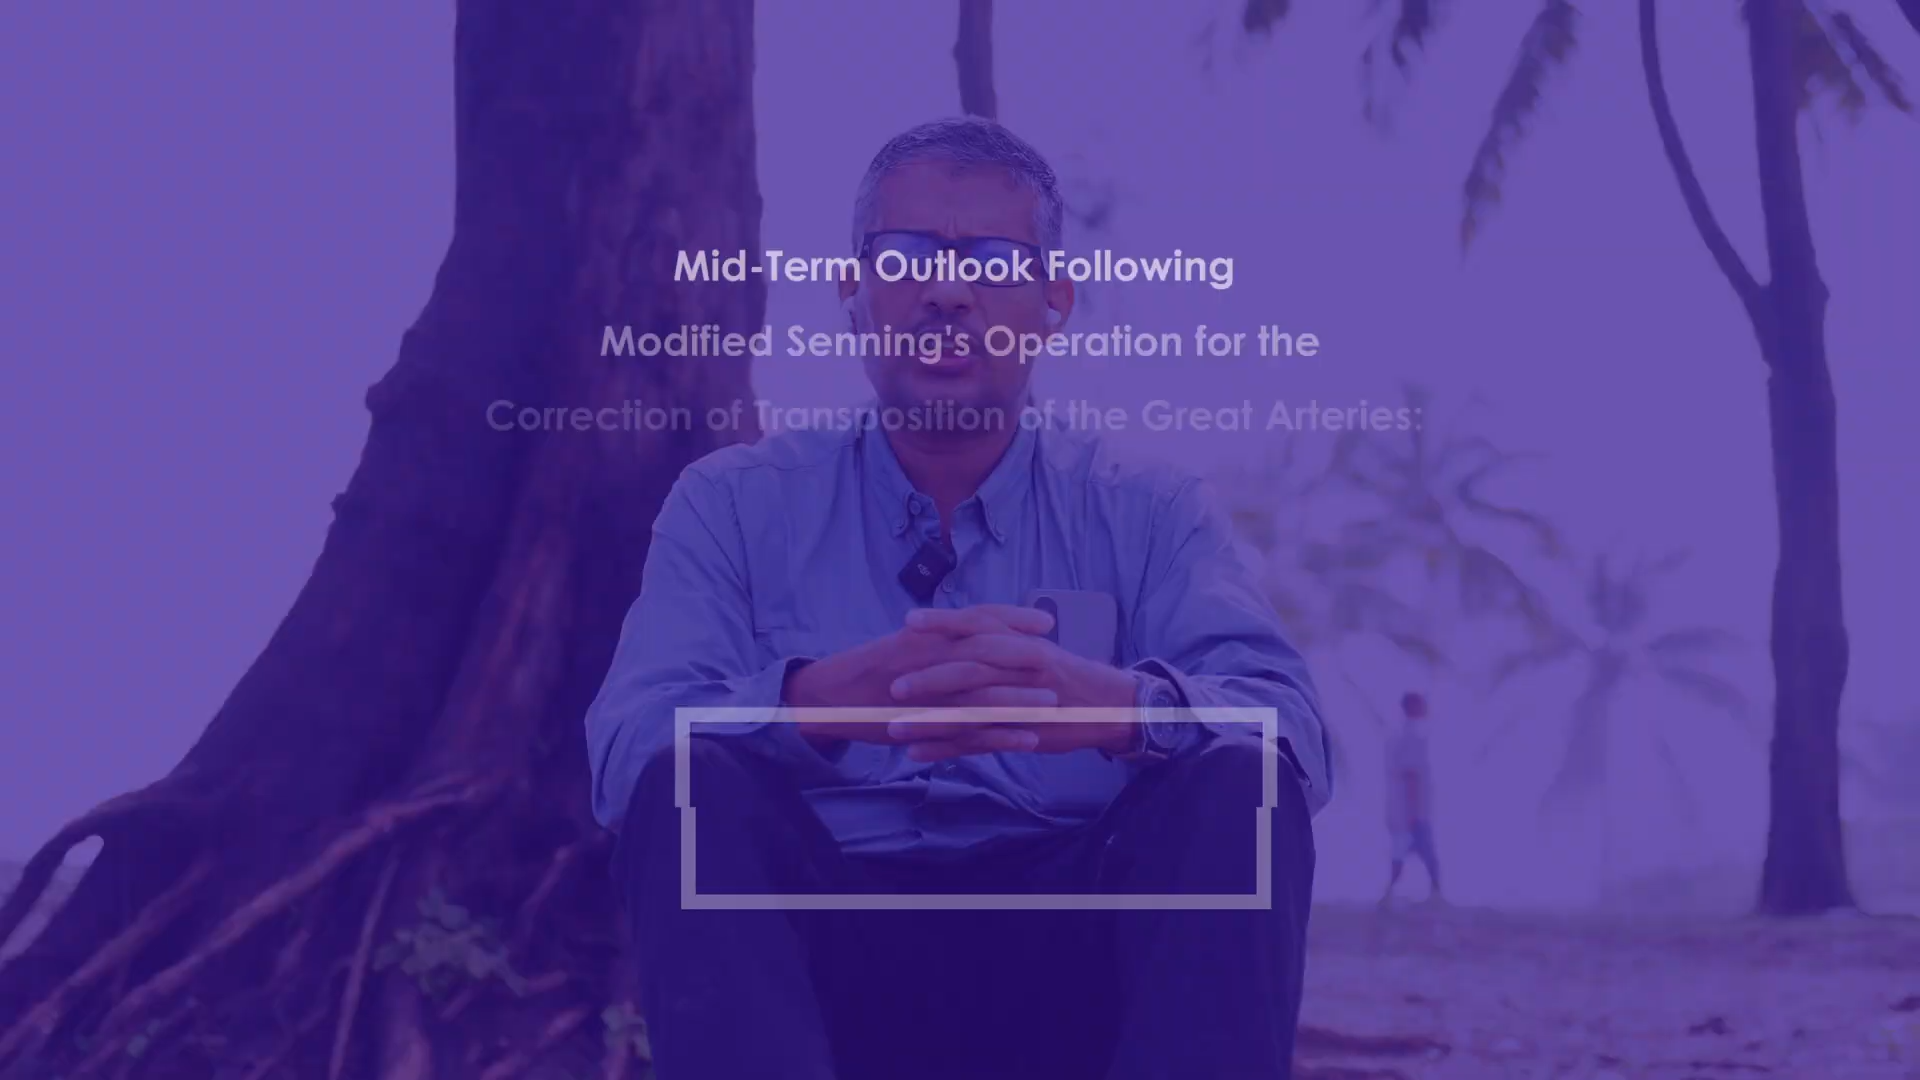 Mid-Term Outlook Following
Modified Senning's Operation for the
Correction of Transposition of the Great Arteries: